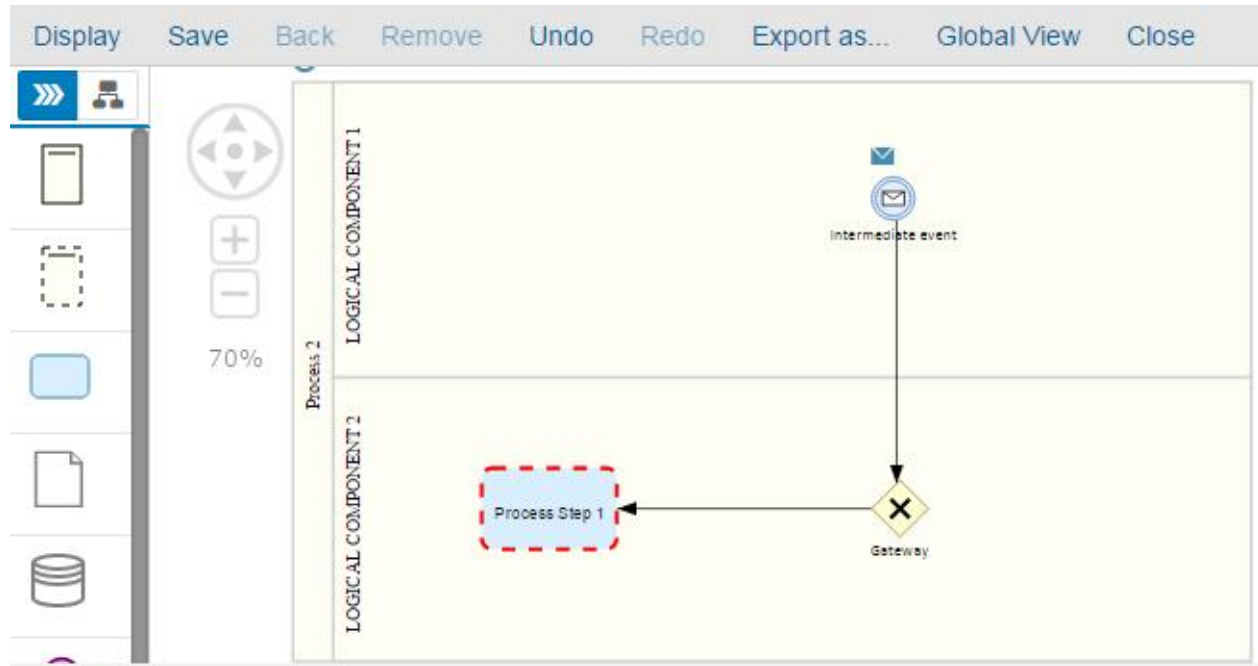 Display Save Back Remove Undo Redo Export as... Global View Close
70%
Process 2
LOGICAL COMPONENT 1
Intermediate event
LOGICAL COMPONENT 2
Process Step 1
Gateway